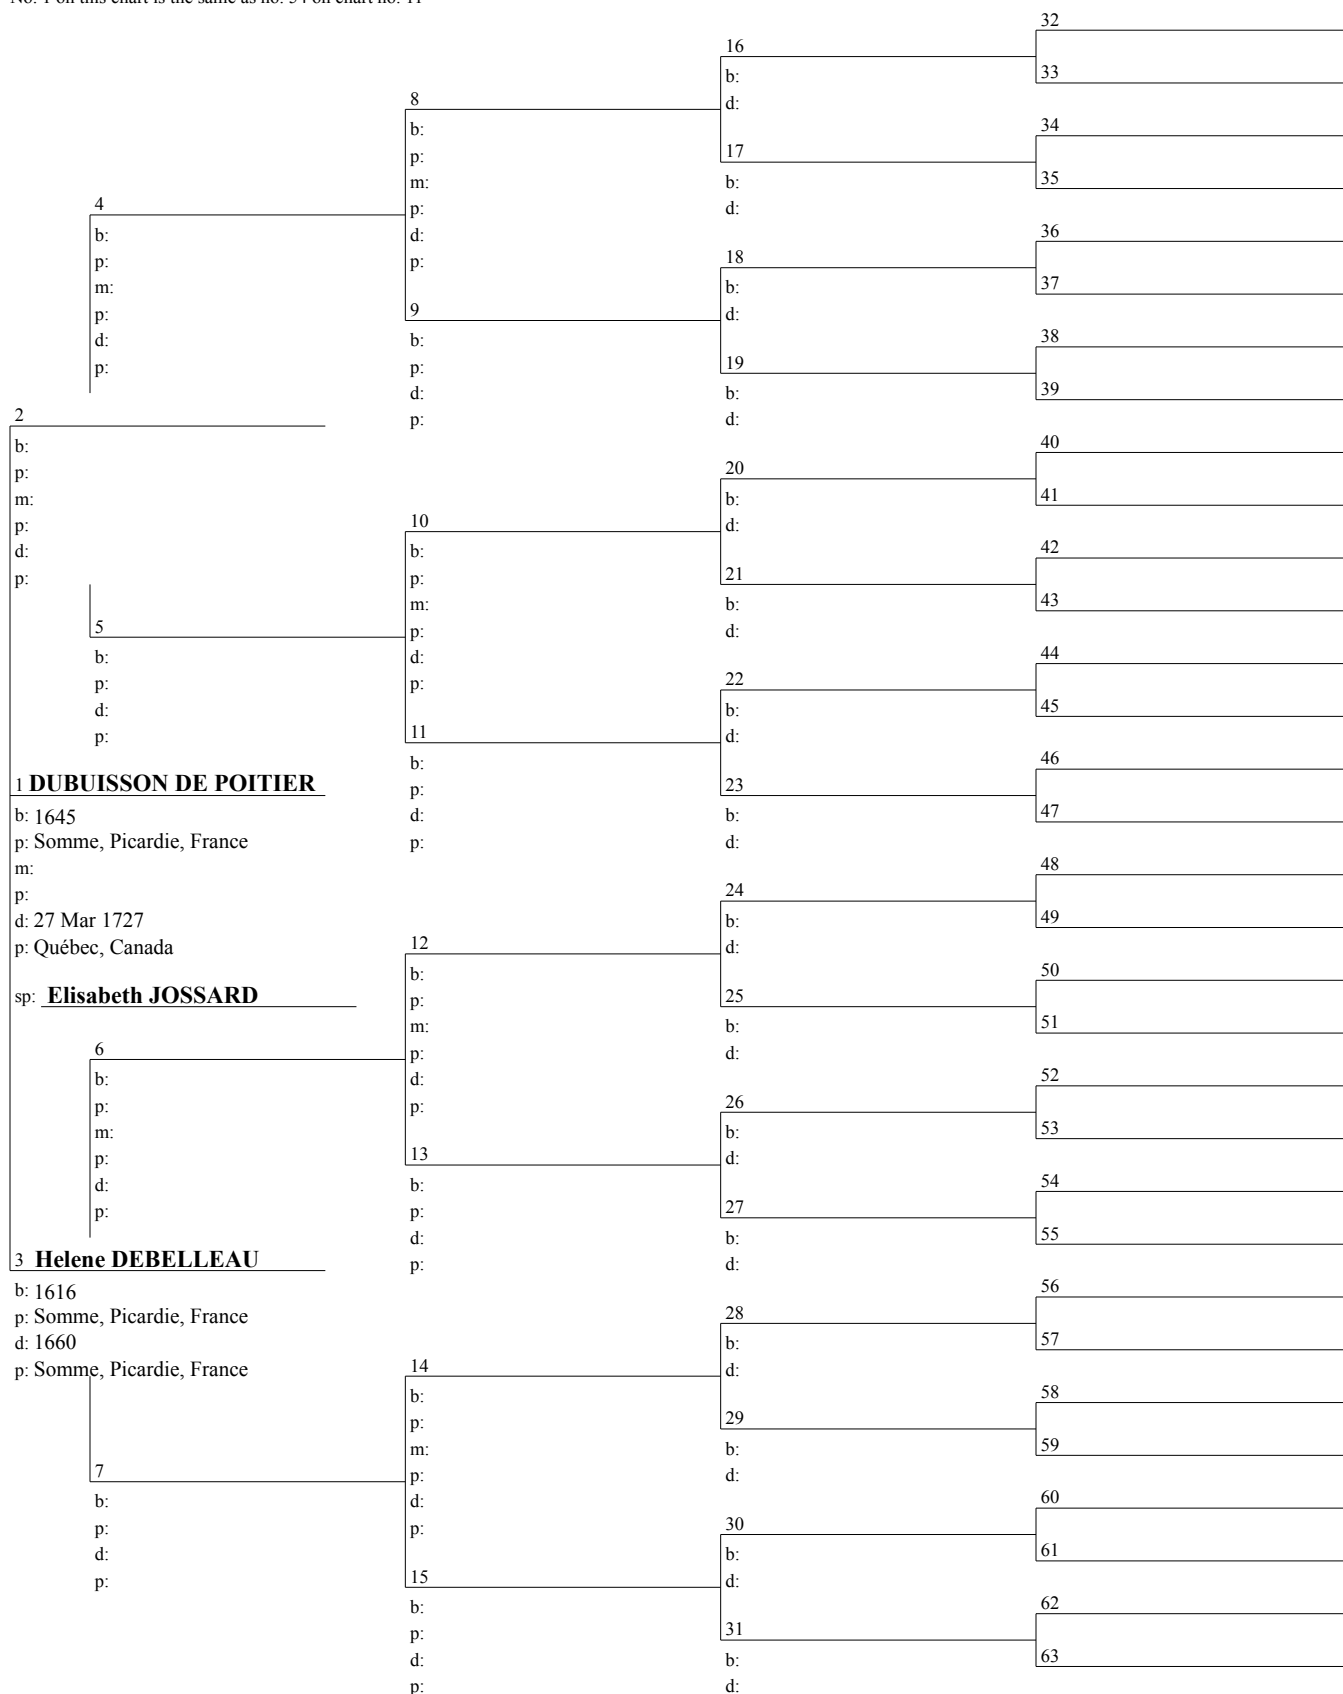 No. 1 on this chart is the same as no. on chart no. 11
2
b:
p:
m:
p:
d:
p:
1 DUBUISSON DE POITIER
b: 1645
p: Somme, Picardie, France
m:
p:
d: 27 Mar 1727
p: Québec, Canada
sp: Elisabeth JOSSARD
3 Helene DEBELLEAU
b: 1616
p: Somme, Picardie, France
d: 1660
p: Somme, Picardie, France
4
b:
p:
m:
p:
d:
p:
5
b:
p:
d:
p:
6
b:
p:
m:
p:
d:
p:
7
b:
p:
d:
p:
8
b:
p:
m:
p:
d:
p:
9
b:
p:
d:
p:
10
b:
p:
m:
p:
d:
p:
11
b:
p:
d:
p:
12
b:
p:
m:
p:
d:
p:
13
b:
p:
d:
p:
14
b:
p:
m:
p:
d:
p:
15
b:
p:
d:
p:
16
b:
d:
17
b:
d:
18
b:
d:
19
b:
d:
20
b:
d:
21
b:
d:
22
b:
d:
23
b:
d:
24
b:
d:
25
b:
d:
26
b:
d:
27
b:
d:
28
b:
d:
29
b:
d:
30
b:
d:
31
b:
d:
32
33
34
35
36
37
38
39
40
41
42
43
44
45
46
47
48
49
50
51
52
53
54
55
56
57
58
59
60
61
62
63